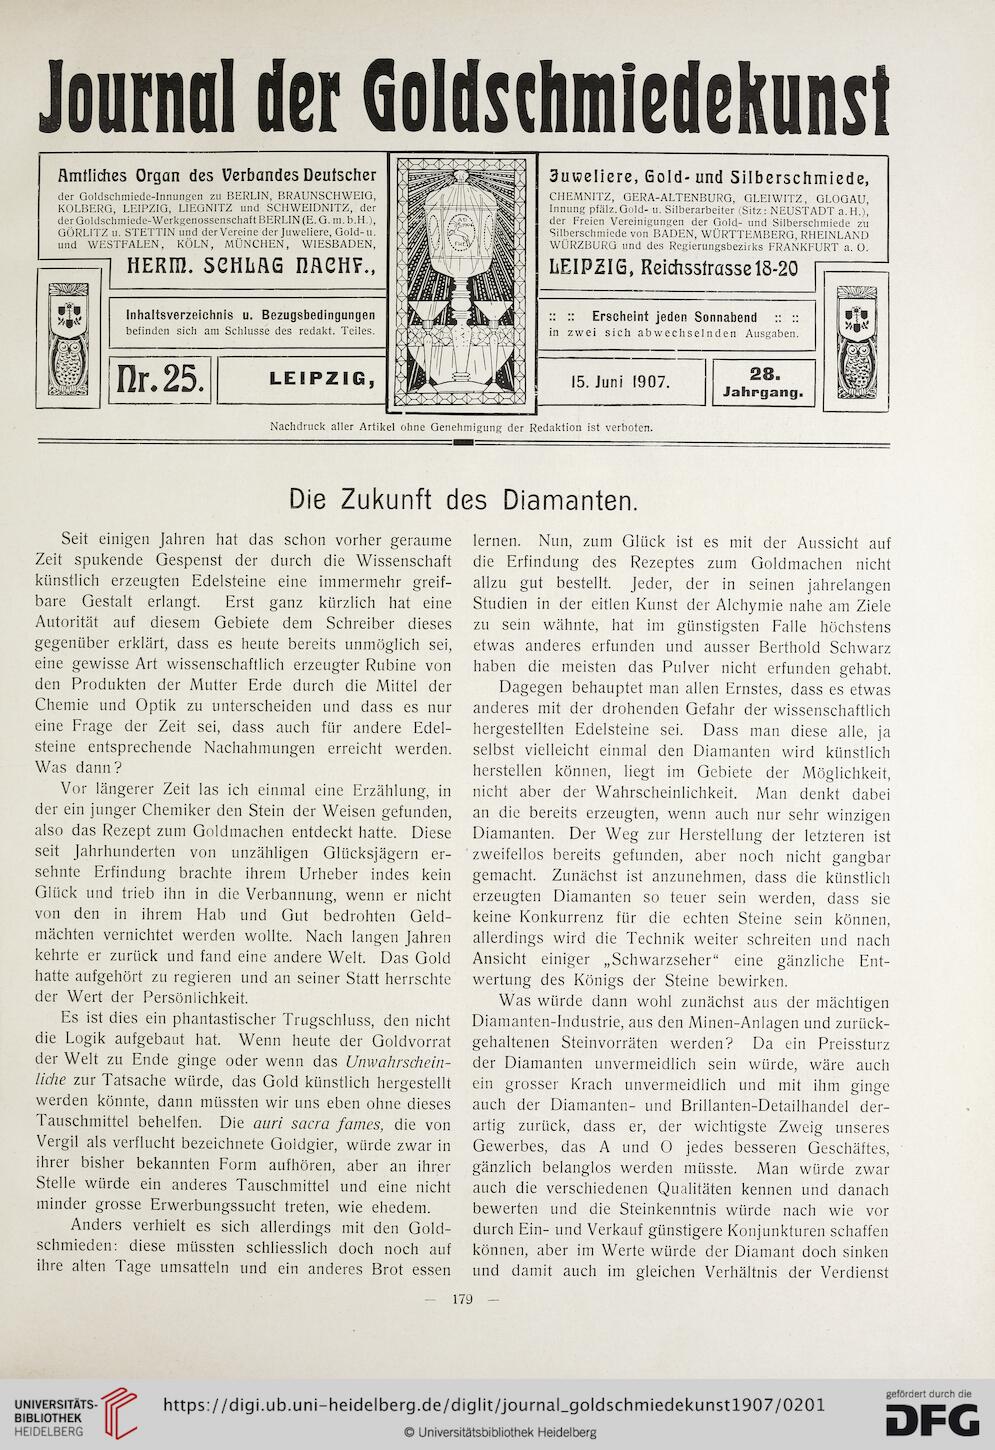 Journal der Goldschmiedekunst
Amtliches Organ des Verbandes Deutscher
der Goldschmiede-Innungen zu BERLIN, BRAUNSCHWEIG,
KOLBERG, LEIPZIG, LIEGNITZ und SCHWEIDNITZ, der
der Goldschmiede-Werkgenossenschaft BERLIN (E. G. m. b. H.),
GÖRLITZ u. STETTIN und der Vereine der Juweliere, Gold- u.
und WESTFALEN, KÖLN, MÜNCHEN, WIESBADEN,
HERM. SCHLAG NACHF.,
Juweliere, Gold- und Silberschmiede,
CHEMNITZ, GERA-ALTENBURG, GLEIWITZ, GLOGAU,
Innung pfälz. Gold- u. Silberarbeiter (Sitz: NEUSTADT a. H.),
der Freien Vereinigungen der Gold- und Silberschmiede zu
Silberschmiede von BADEN, WÜRTTEMBERG, RHEINLAND
WÜRZBURG und des Regierungsbezirks FRANKFURT a. O.
LEIPZIG, Reichsstrasse 18-20
Inhaltsverzeichnis u. Bezugsbedingungen
befinden sich am Schlusse des redakt. Teiles.
:: :: Erscheint jeden Sonnabend :: ::
in zwei sich abwechselnden Ausgaben.
Nr. 25.
LEIPZIG,
15. Juni 1907.
28.
Jahrgang.
Nachdruck aller Artikel ohne Genehmigung der Redaktion ist verboten.
Die Zukunft des Diamanten.
Seit einigen Jahren hat das schon vorher geraume
Zeit spukende Gespenst der durch die Wissenschaft
künstlich erzeugten Edelsteine eine immermehr greif-
bare Gestalt erlangt. Erst ganz kürzlich hat eine
Autorität auf diesem Gebiete dem Schreiber dieses
gegenüber erklärt, dass es heute bereits unmöglich sei,
eine gewisse Art wissenschaftlich erzeugter Rubine von
den Produkten der Mutter Erde durch die Mittel der
Chemie und Optik zu unterscheiden und dass es nur
eine Frage der Zeit sei, dass auch für andere Edel-
steine entsprechende Nachahmungen erreicht werden.
Was dann?
Vor längerer Zeit las ich einmal eine Erzählung, in
der ein junger Chemiker den Stein der Weisen gefunden,
also das Rezept zum Goldmachen entdeckt hatte. Diese
seit Jahrhunderten von unzähligen Glücksjägern er-
sehnte Erfindung brachte ihrem Urheber indes kein
Glück und trieb ihn in die Verbannung, wenn er nicht
von den in ihrem Hab und Gut bedrohten Geld-
mächten vernichtet werden wollte. Nach langen Jahren
kehrte er zurück und fand eine andere Welt. Das Gold
hatte aufgehört zu regieren und an seiner Statt herrschte
der Wert der Persönlichkeit.
Es ist dies ein phantastischer Trugschluss, den nicht
die Logik aufgebaut hat. Wenn heute der Goldvorrat
der Welt zu Ende ginge oder wenn das Unwahrschein-
liche zur Tatsache würde, das Gold künstlich hergestellt
werden könnte, dann müssten wir uns eben ohne dieses
Tauschmittel behelfen. Die auri sacra fames, die von
Vergil als verflucht bezeichnete Goldgier, würde zwar in
ihrer bisher bekannten Form aufhören, aber an ihrer
Stelle würde ein anderes Tauschmittel und eine nicht
minder grosse Erwerbungssucht treten, wie ehedem.
Anders verhielt es sich allerdings mit den Gold-
schmieden: diese müssten schliesslich doch noch auf
ihre alten Tage umsatteln und ein anderes Brot essen
lernen. Nun, zum Glück ist es mit der Aussicht auf
die Erfindung des Rezeptes zum Goldmachen nicht
allzu gut bestellt. Jeder, der in seinen jahrelangen
Studien in der eitlen Kunst der Alchymie nahe am Ziele
zu sein wähnte, hat im günstigsten Falle höchstens
etwas anderes erfunden und ausser Berthold Schwarz
haben die meisten das Pulver nicht erfunden gehabt.
Dagegen behauptet man allen Ernstes, dass es etwas
anderes mit der drohenden Gefahr der wissenschaftlich
hergestellten Edelsteine sei. Dass man diese alle, ja
selbst vielleicht einmal den Diamanten wird künstlich
herstellen können, liegt im Gebiete der Möglichkeit,
nicht aber der Wahrscheinlichkeit. Man denkt dabei
an die bereits erzeugten, wenn auch nur sehr winzigen
Diamanten. Der Weg zur Herstellung der letzteren ist
zweifellos bereits gefunden, aber noch nicht gangbar
gemacht. Zunächst ist anzunehmen, dass die künstlich
erzeugten Diamanten so teuer sein werden, dass sie
keine Konkurrenz für die echten Steine sein können,
allerdings wird die Technik weiter schreiten und nach
Ansicht einiger „Schwarzseher“ eine gänzliche Ent-
wertung des Königs der Steine bewirken.
Was würde dann wohl zunächst aus der mächtigen
Diamanten-Industrie, aus den Minen-Anlagen und zurück-
gehaltenen Steinvorräten werden? Da ein Preissturz
der Diamanten unvermeidlich sein würde, wäre auch
ein grosser Krach unvermeidlich und mit ihm ginge
auch der Diamanten- und Brillanten-Detailhandel der-
artig zurück, dass er, der wichtigste Zweig unseres
Gewerbes, das A und O jedes besseren Geschäftes,
gänzlich belanglos werden müsste. Man würde zwar
auch die verschiedenen Qualitäten kennen und danach
bewerten und die Steinkenntnis würde nach wie vor
durch Ein- und Verkauf günstigere Konjunkturen schaffen
können, aber im Werte würde der Diamant doch sinken
und damit auch im gleichen Verhältnis der Verdienst
— 179 —
UNIVERSITÄTS-
BIBLIOTHEK
HEIDELBERG
https://digi.ub.uni-heidelberg.de/diglit/journal_goldschmiedekunst1907/0201
© Universitätsbibliothek Heidelberg
gefördert durch die
DFG